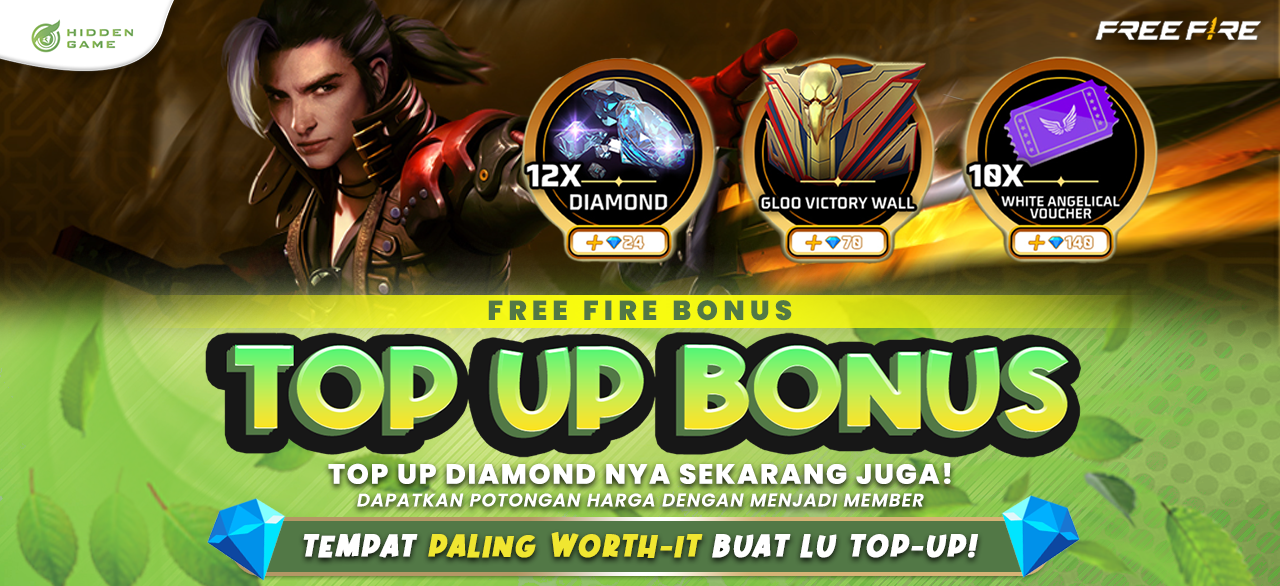 HIDDEN
GAME
FREE FIRE
12X
DIAMOND
+ 24
GLOO VICTORY WALL
+ 70
10X
WHITE ANGELICAL
VOUCHER
+ 140
FREE FIRE BONUS
TOP UP BONUS
TOP UP DIAMOND NYA SEKARANG JUGA!
DAPATKAN POTONGAN HARGA DENGAN MENJADI MEMBER
TEMPAT PALING WORTH-IT BUAT LU TOP-UP!